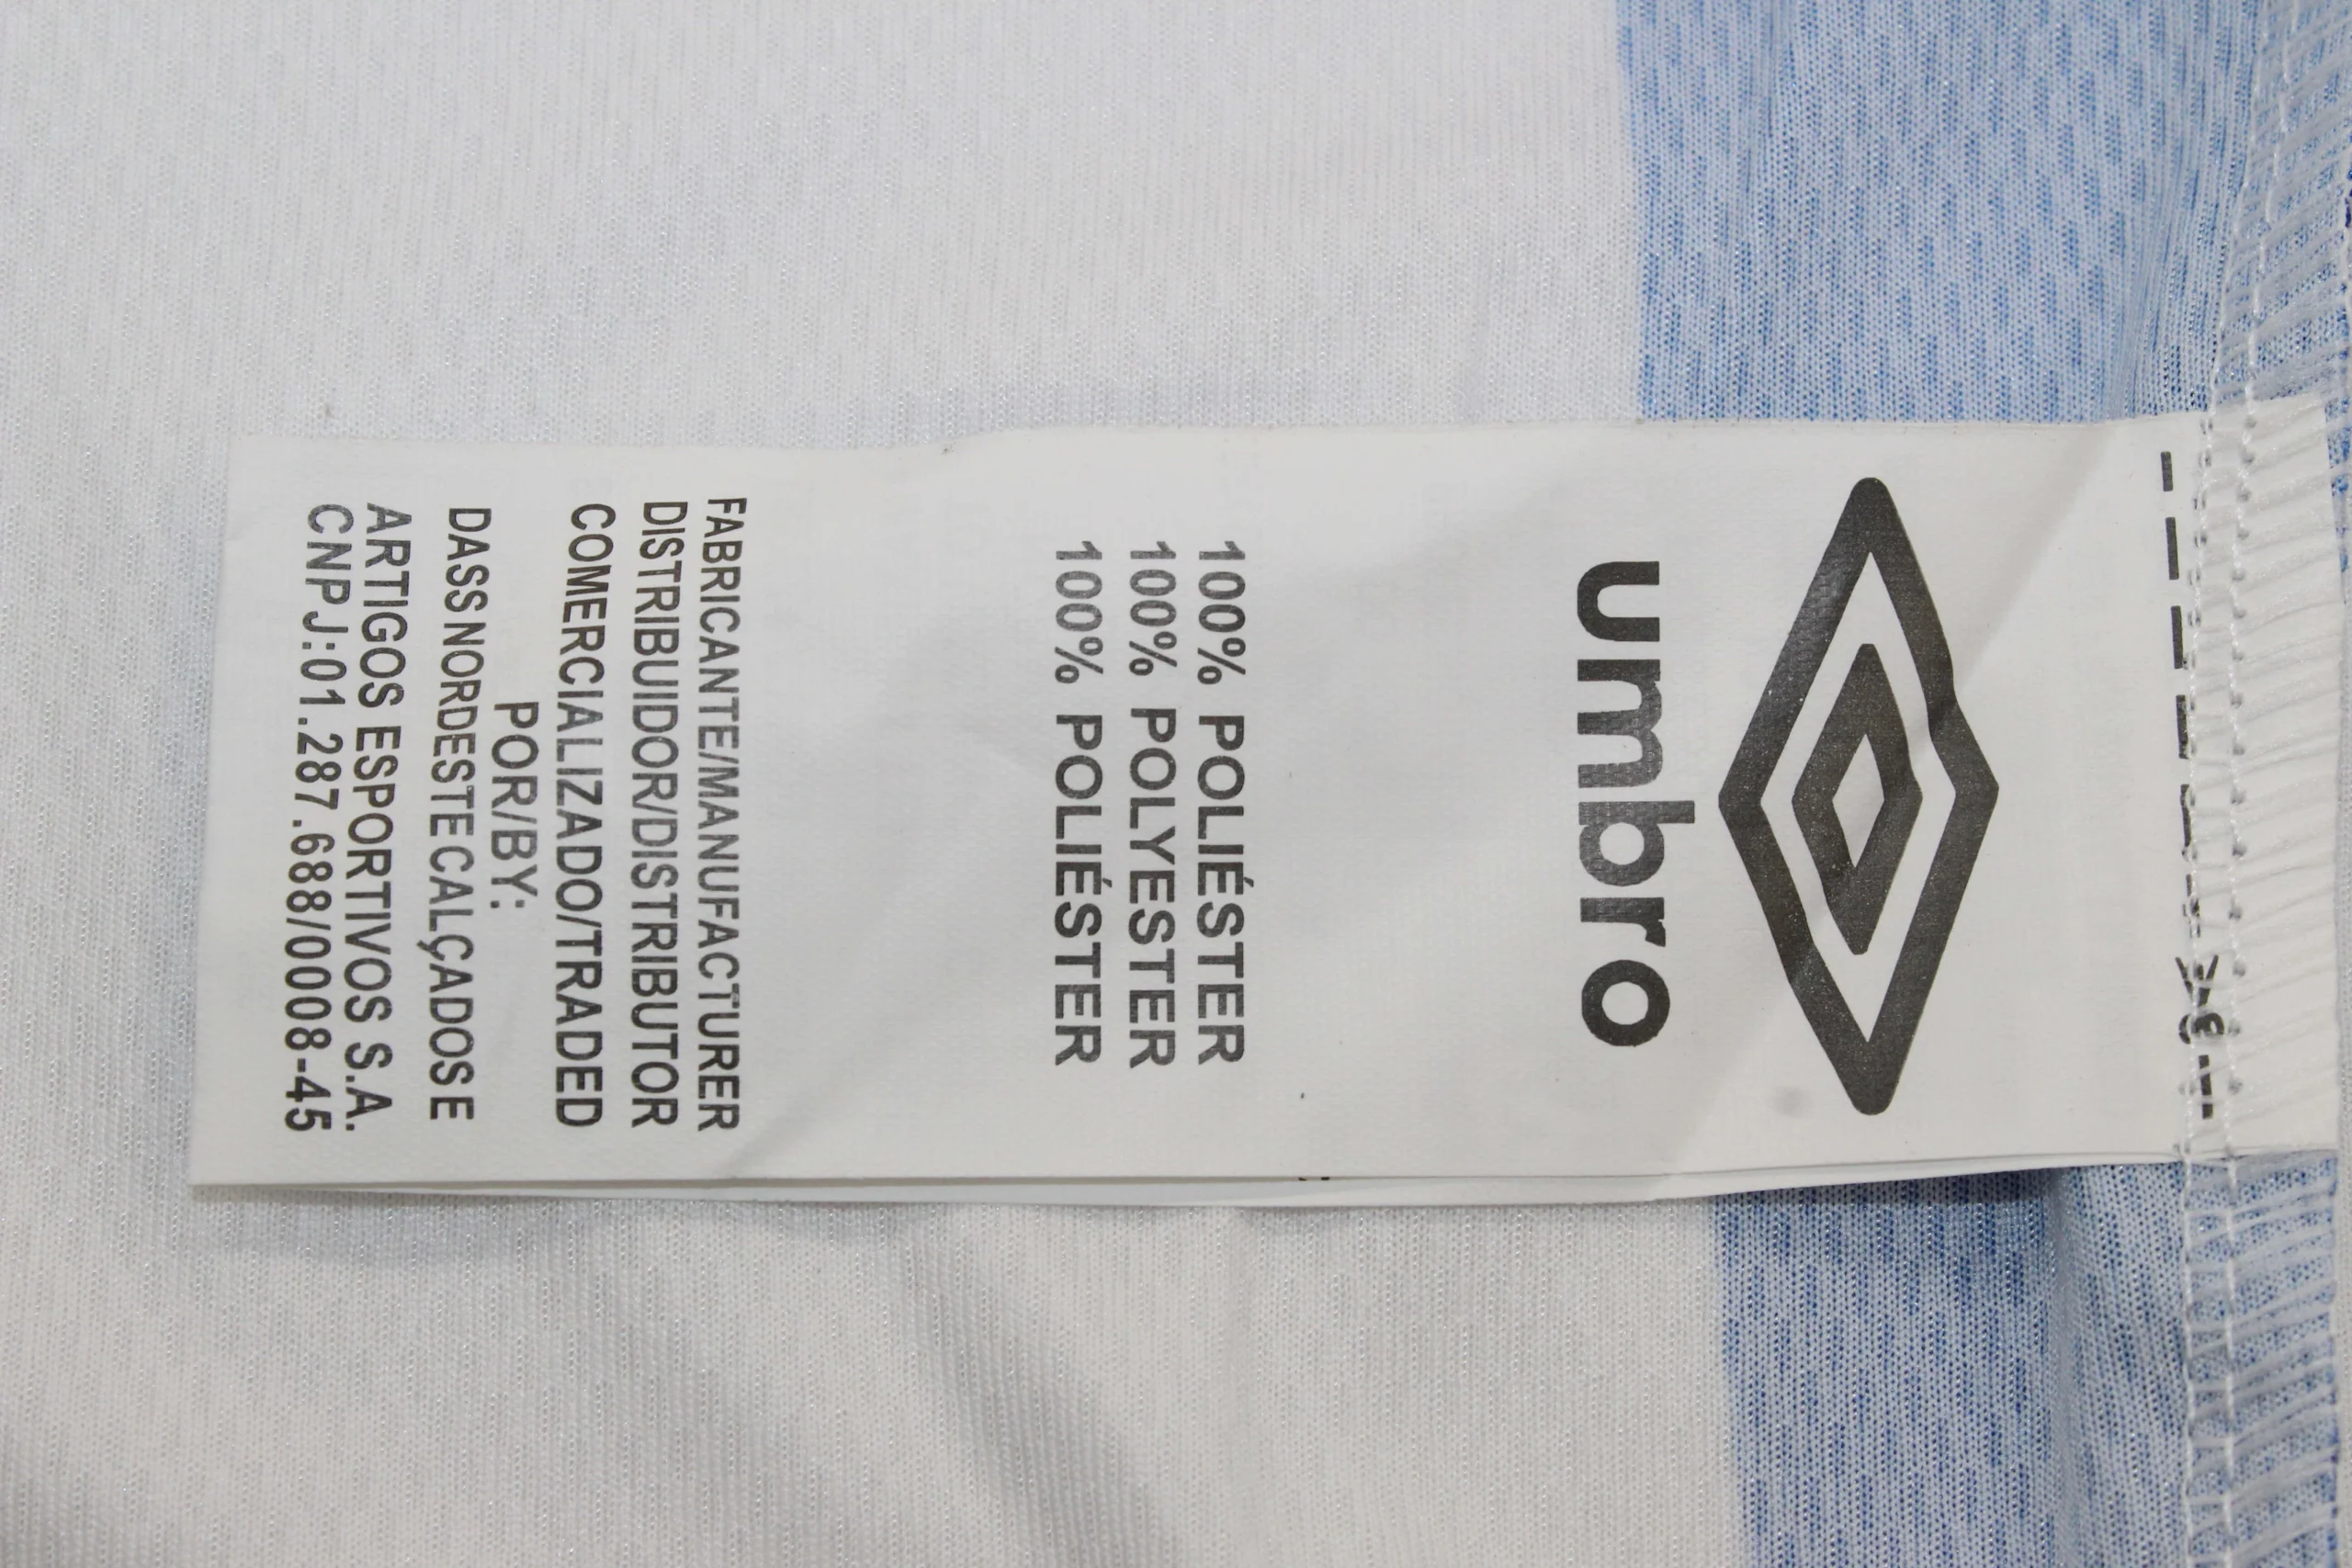 umbro
100% POLIÉSTER
100% POLYESTER
100% POLIÉSTER
FABRICANTE/MANUFACTURER
DISTRIBUIDOR/DISTRIBUTOR
COMERCIALIZADO/TRADED
POR/BY:
DASS NORDESTE CALÇADOS E
ARTIGOS ESPORTIVOS S.A.
CNPJ:01.287.688/0008-45